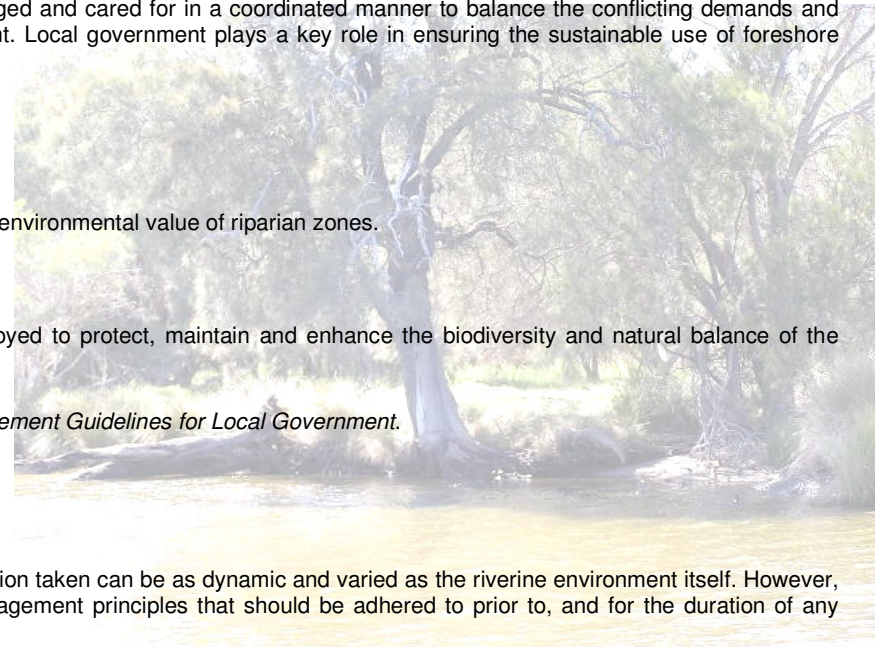 ged and cared for in a coordinated manner to balance the conflicting demands and
t. Local government plays a key role in ensuring the sustainable use of foreshore
environmental value of riparian zones.
oyed to protect, maintain and enhance the biodiversity and natural balance of the
ement Guidelines for Local Government.
ion taken can be as dynamic and varied as the riverine environment itself. However,
agement principles that should be adhered to prior to, and for the duration of any